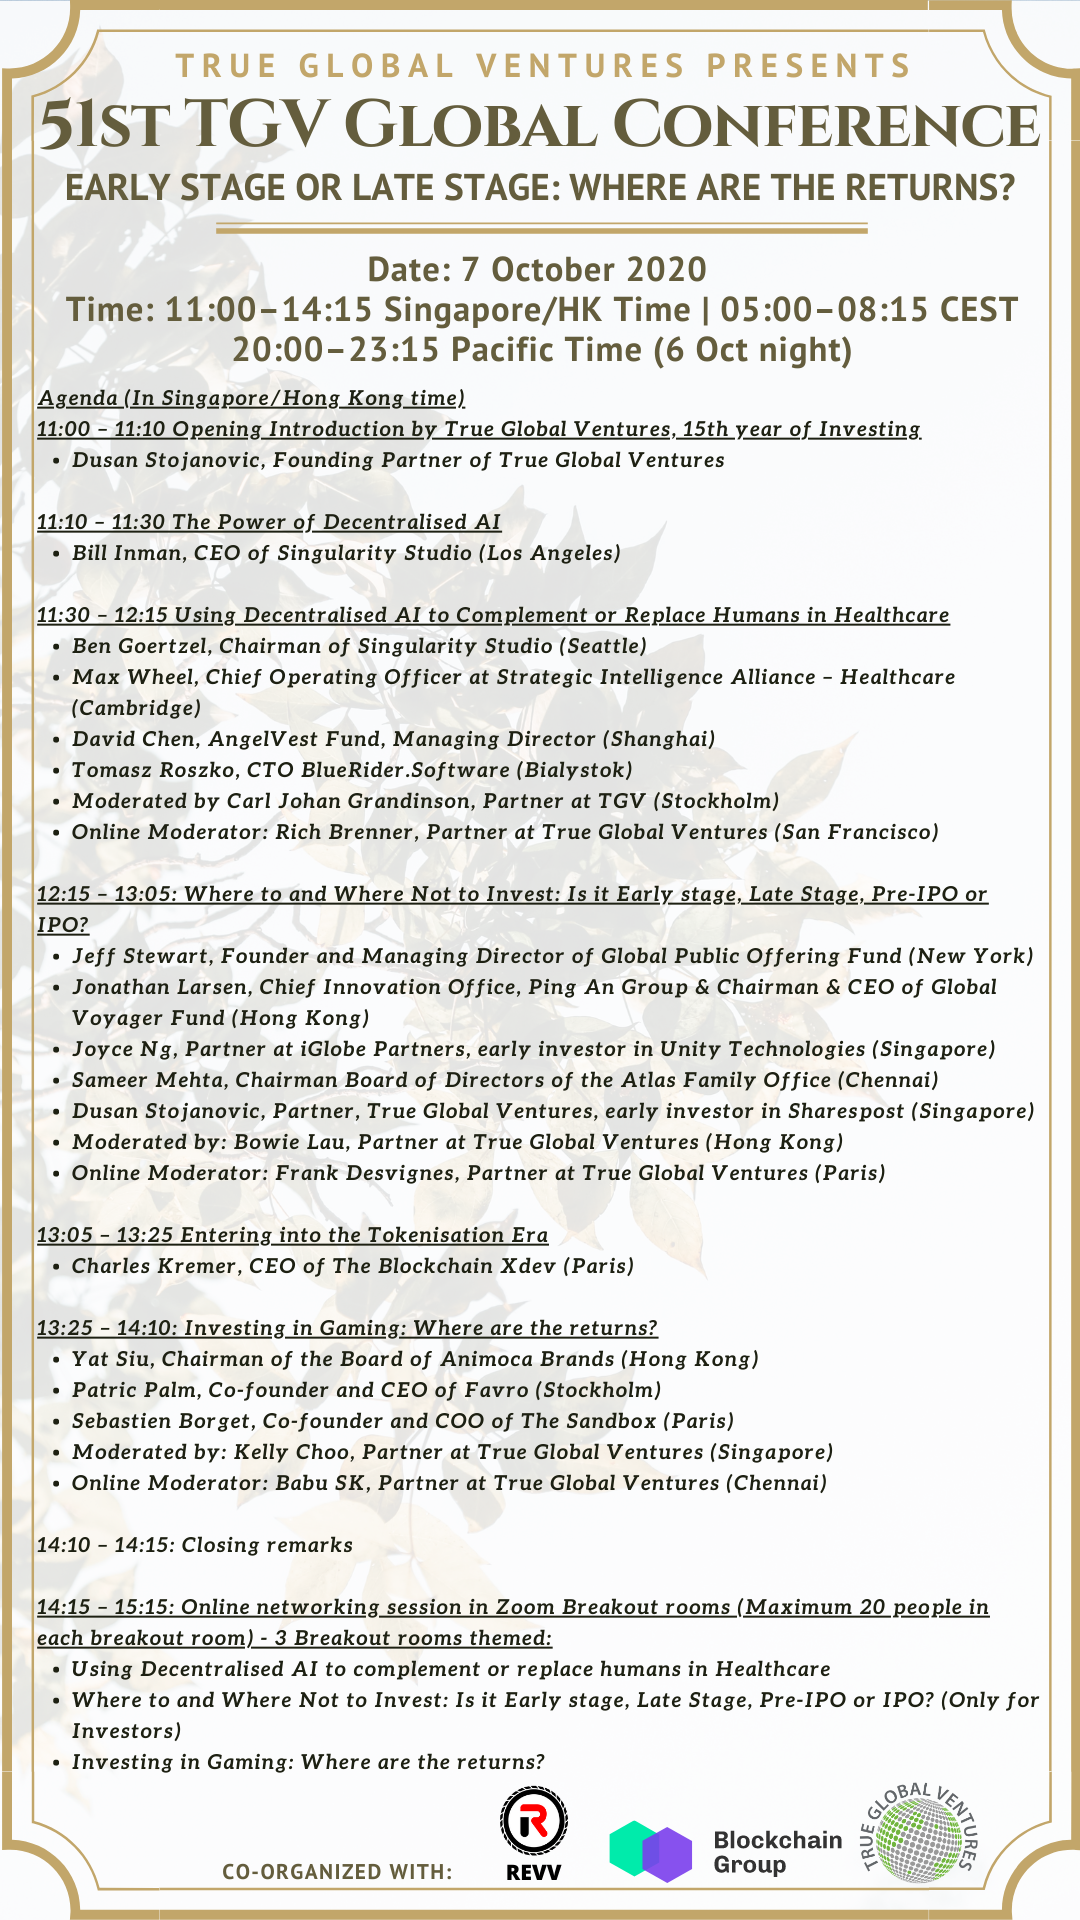 TRUE GLOBAL VENTURES PRESENTS
51ST TGV GLOBAL CONFERENCE
EARLY STAGE OR LATE STAGE: WHERE ARE THE RETURNS?
Date: 7 October 2020
Time: 11:00–14:15 Singapore/HK Time | 05:00–08:15 CEST
20:00–23:15 Pacific Time (6 Oct night)
Agenda (In Singapore/Hong Kong time)
11:00 – 11:10 Opening Introduction by True Global Ventures, 15th year of Investing
• Dusan Stojanovic, Founding Partner of True Global Ventures
11:10 – 11:30 The Power of Decentralised AI
• Bill Inman, CEO of Singularity Studio (Los Angeles)
11:30 – 12:15 Using Decentralised AI to Complement or Replace Humans in Healthcare
• Ben Goertzel, Chairman of Singularity Studio (Seattle)
• Max Wheel, Chief Operating Officer at Strategic Intelligence Alliance – Healthcare
(Cambridge)
• David Chen, AngelVest Fund, Managing Director (Shanghai)
• Tomasz Roszko, CTO BlueRider.Software (Bialystok)
• Moderated by Carl Johan Grandinson, Partner at TGV (Stockholm)
• Online Moderator: Rich Brenner, Partner at True Global Ventures (San Francisco)
12:15 – 13:05: Where to and Where Not to Invest: Is it Early stage, Late Stage, Pre-IPO or
IPO?
• Jeff Stewart, Founder and Managing Director of Global Public Offering Fund (New York)
• Jonathan Larsen, Chief Innovation Office, Ping An Group & Chairman & CEO of Global
Voyager Fund (Hong Kong)
• Joyce Ng, Partner at iGlobe Partners, early investor in Unity Technologies (Singapore)
• Sameer Mehta, Chairman Board of Directors of the Atlas Family Office (Chennai)
• Dusan Stojanovic, Partner, True Global Ventures, early investor in Sharespost (Singapore)
• Moderated by: Bowie Lau, Partner at True Global Ventures (Hong Kong)
• Online Moderator: Frank Desvignes, Partner at True Global Ventures (Paris)
13:05 – 13:25 Entering into the Tokenisation Era
• Charles Kremer, CEO of The Blockchain Xdev (Paris)
13:25 – 14:10: Investing in Gaming: Where are the returns?
• Yat Siu, Chairman of the Board of Animoca Brands (Hong Kong)
• Patric Palm, Co-founder and CEO of Favro (Stockholm)
• Sebastien Borget, Co-founder and COO of The Sandbox (Paris)
• Moderated by: Kelly Choo, Partner at True Global Ventures (Singapore)
• Online Moderator: Babu SK, Partner at True Global Ventures (Chennai)
14:10 – 14:15: Closing remarks
14:15 – 15:15: Online networking session in Zoom Breakout rooms (Maximum 20 people in
each breakout room) - 3 Breakout rooms themed:
• Using Decentralised AI to complement or replace humans in Healthcare
• Where to and Where Not to Invest: Is it Early stage, Late Stage, Pre-IPO or IPO? (Only for
Investors)
• Investing in Gaming: Where are the returns?
CO-ORGANIZED WITH:
R
REVV
Blockchain
Group
TRUE GLOBAL VENTURES